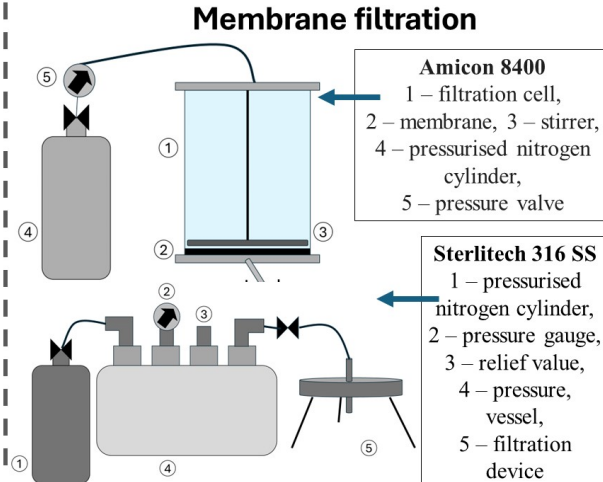 Membrane filtration
5
1
4
3
2
Amicon 8400
1 – filtration cell,
2 – membrane, 3 – stirrer,
4 – pressurised nitrogen
cylinder,
5 – pressure valve
2
3
1
4
5
Sterlitech 316 SS
1 – pressurised
nitrogen cylinder,
2 – pressure gauge,
3 – relief value,
4 – pressure,
vessel,
5 – filtration
device